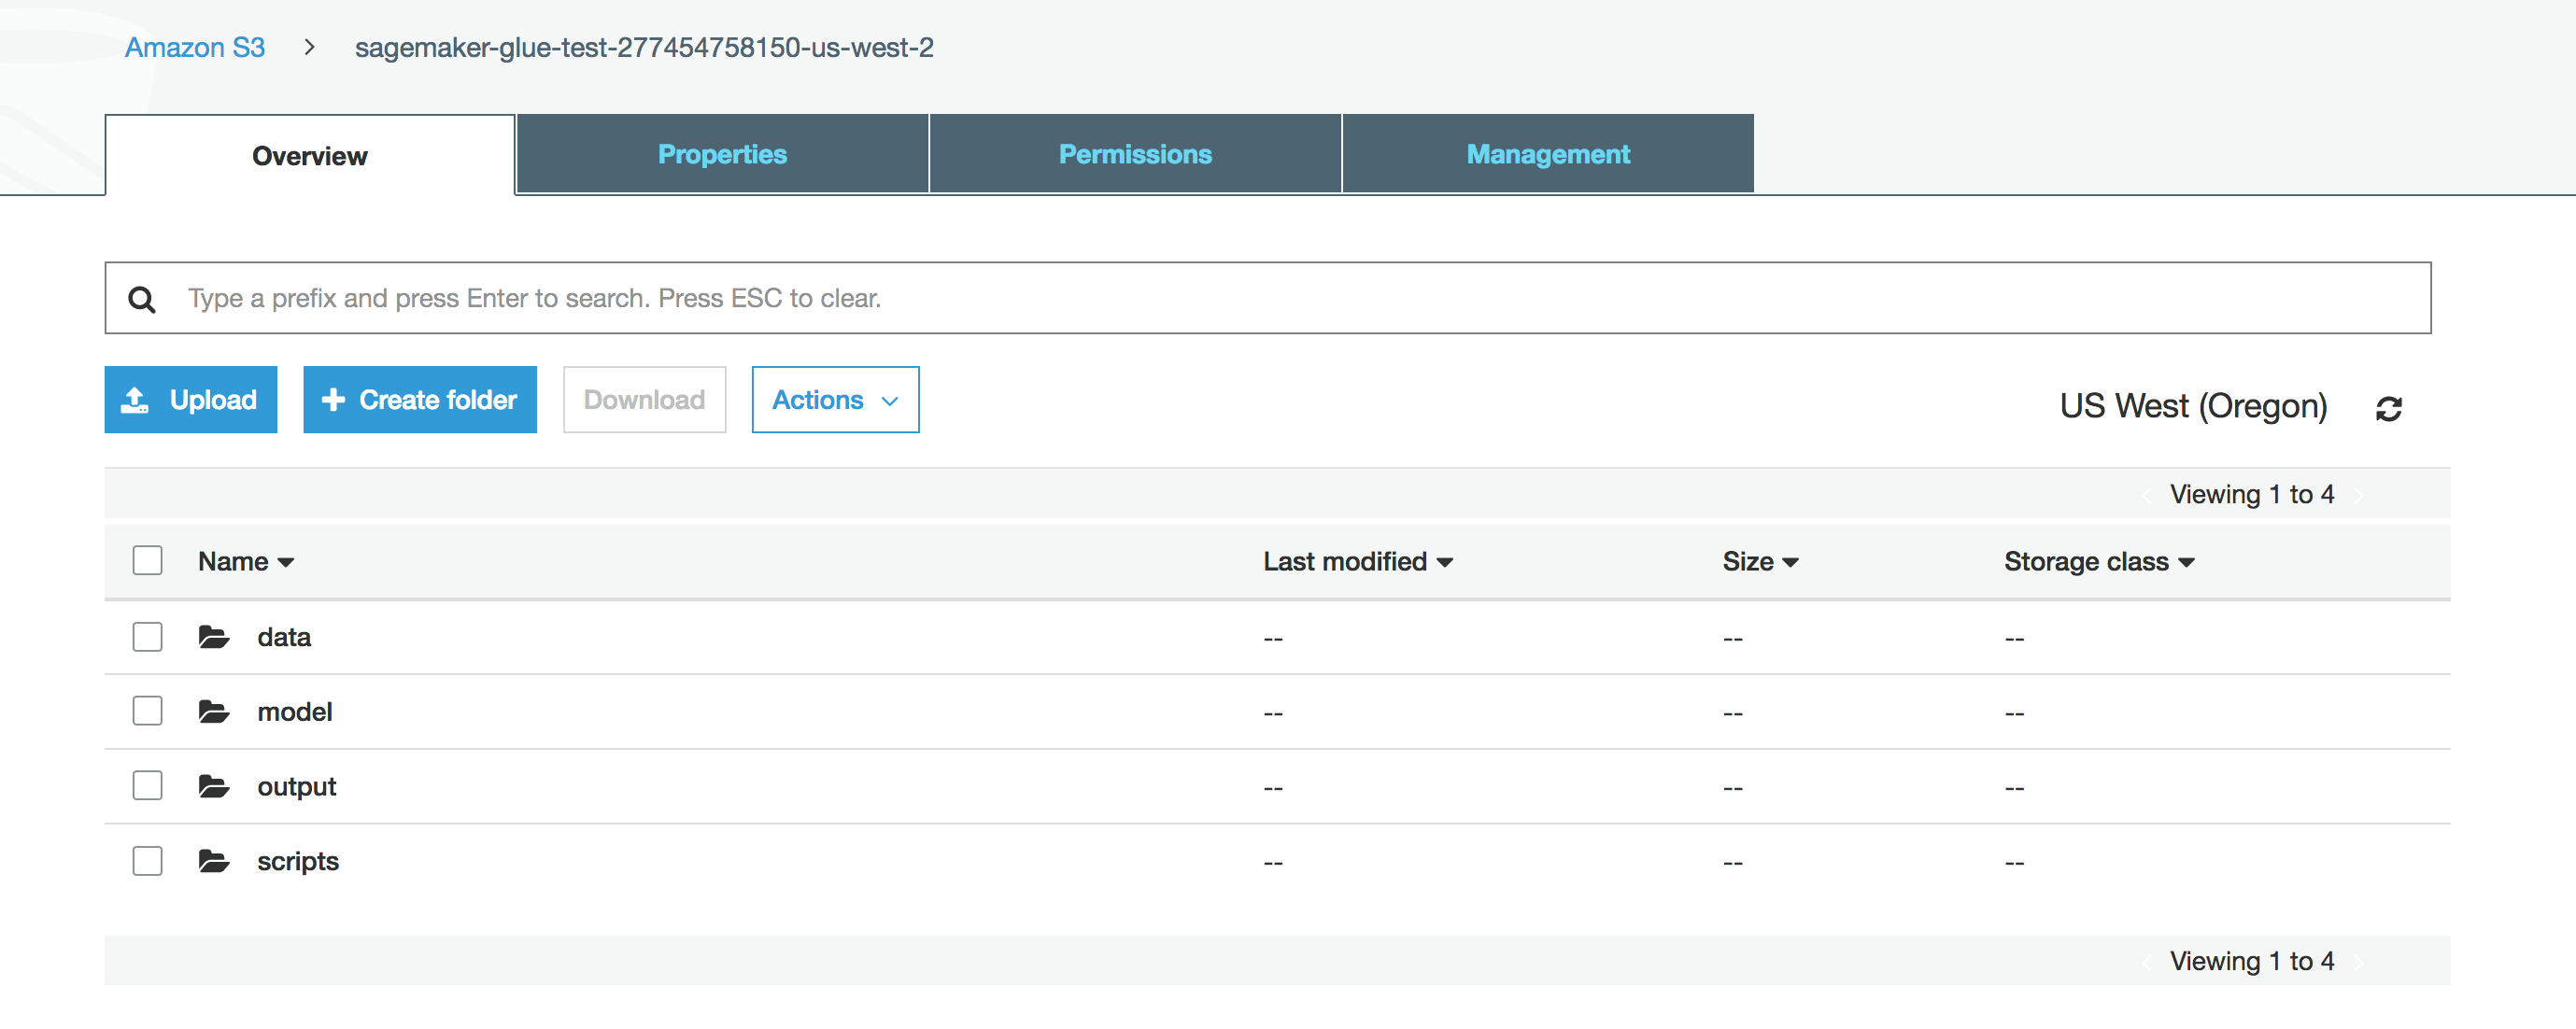 Amazon S3 > sagemaker-glue-test-277454758150-us-west-2
Overview Properties Permissions Management
Type a prefix and press Enter to search. Press ESC to clear.
Upload + Create folder Download Actions US West (Oregon)
Viewing 1 to 4
Name Last modified Size Storage class
data -- -- --
model -- -- --
output -- -- --
scripts -- -- --
Viewing 1 to 4